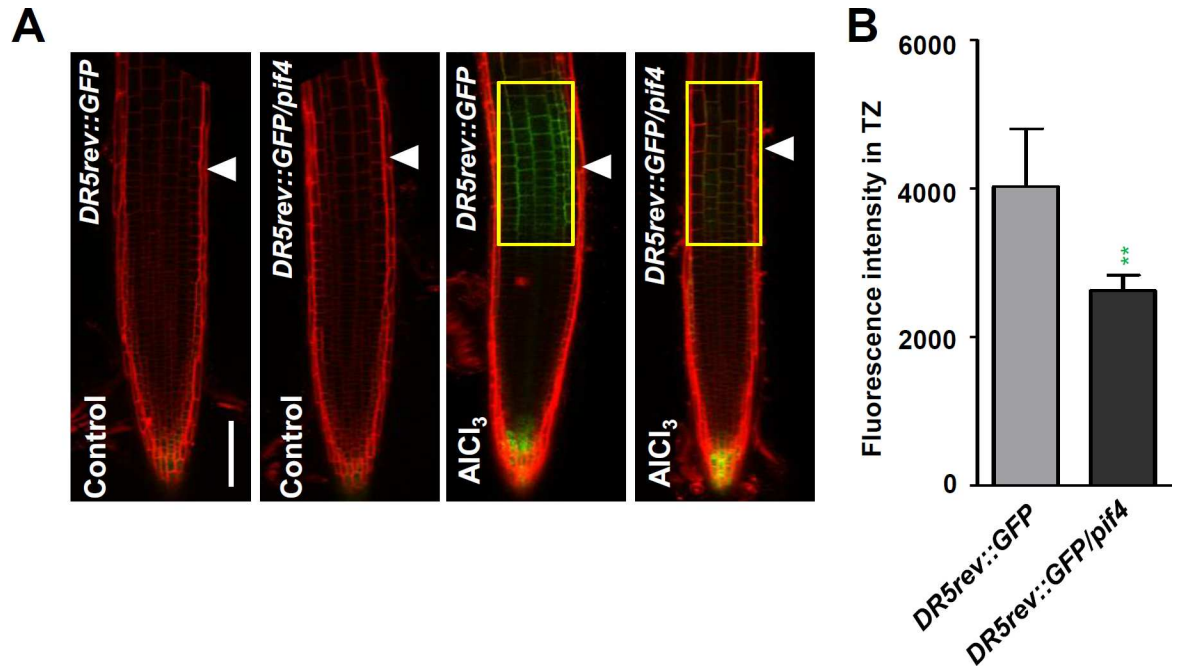 A
DR5rev::GFP
Control
DR5rev::GFP/pif4
Control
DR5rev::GFP
AlCl3
DR5rev::GFP/pif4
AlCl3
B
Fluorescence intensity in TZ
6000
4000
2000
0
**
DR5rev::GFP
DR5rev::GFP/pif4